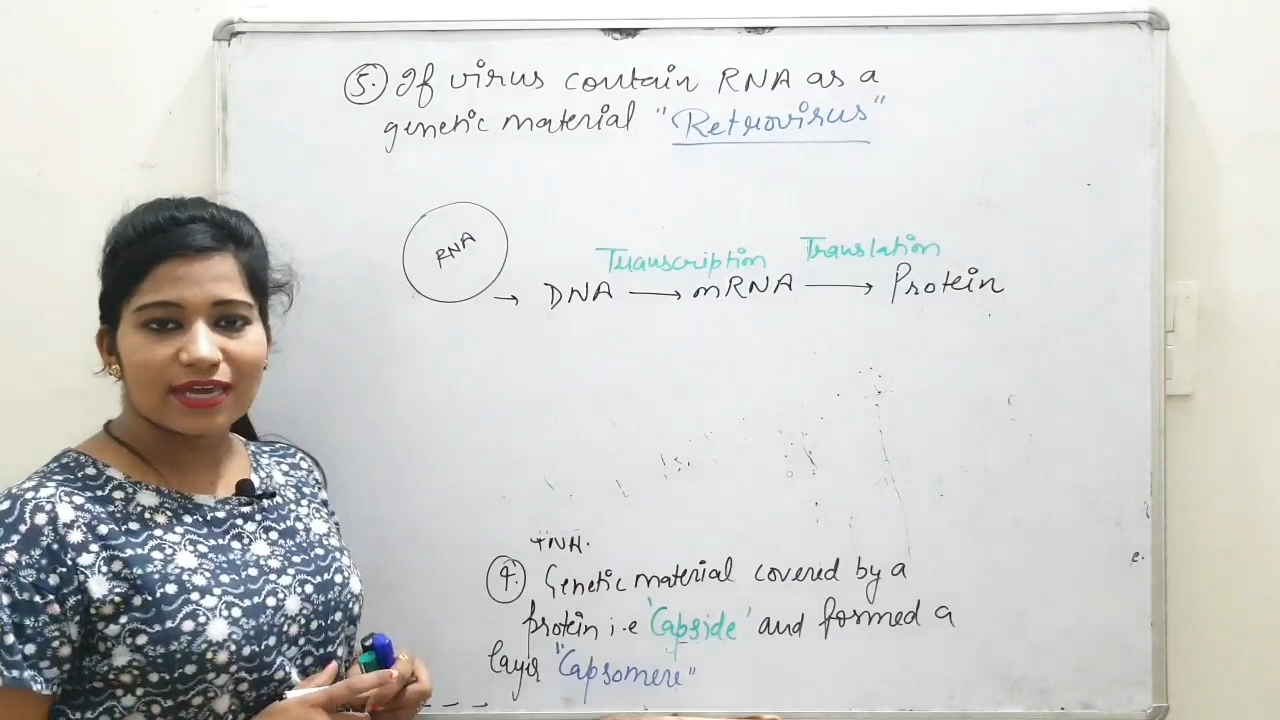 5. If virus contain RNA as a
genetic material "Retrovirus"
RNA
Transcription Translation
→ DNA → mRNA → Protein
4. Genetic material covered by a
protein i.e 'Capside' and formed a
layer "Capsomere"